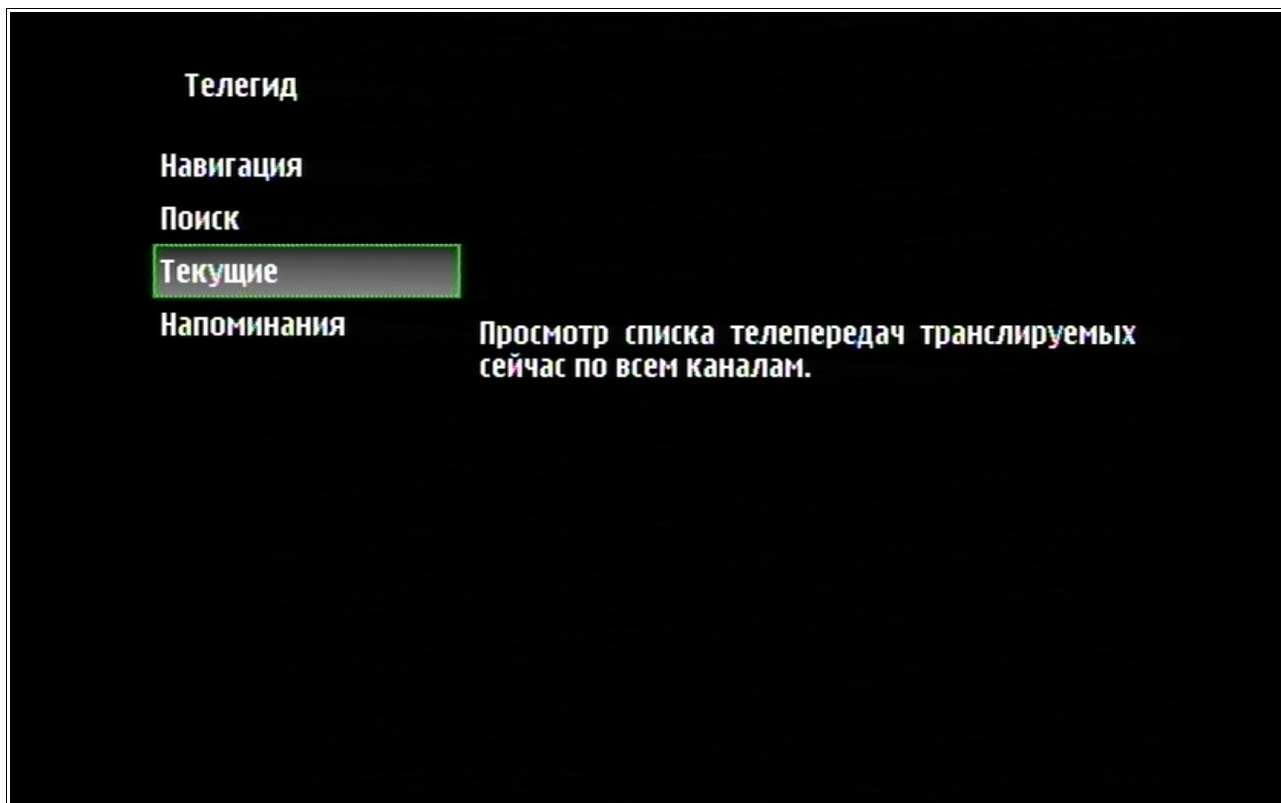 Телегид
Навигация
Поиск
Текущие
Напоминания
Просмотр списка телепередач транслируемых
сейчас по всем каналам.